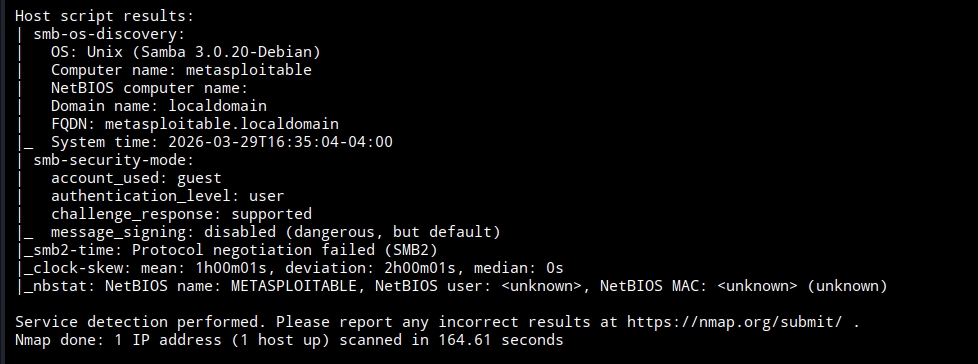 Host script results:
| smb-os-discovery:
|   OS: Unix (Samba 3.0.20-Debian)
|   Computer name: metasploitable
|   NetBIOS computer name:
|   Domain name: localdomain
|   FQDN: metasploitable.localdomain
|_  System time: 2026-03-29T16:35:04-04:00
| smb-security-mode:
|   account_used: guest
|   authentication_level: user
|   challenge_response: supported
|_  message_signing: disabled (dangerous, but default)
|_smb2-time: Protocol negotiation failed (SMB2)
|_clock-skew: mean: 1h00m01s, deviation: 2h00m01s, median: 0s
|_nbstat: NetBIOS name: METASPLOITABLE, NetBIOS user: <unknown>, NetBIOS MAC: <unknown> (unknown)

Service detection performed. Please report any incorrect results at https://nmap.org/submit/ .
Nmap done: 1 IP address (1 host up) scanned in 164.61 seconds